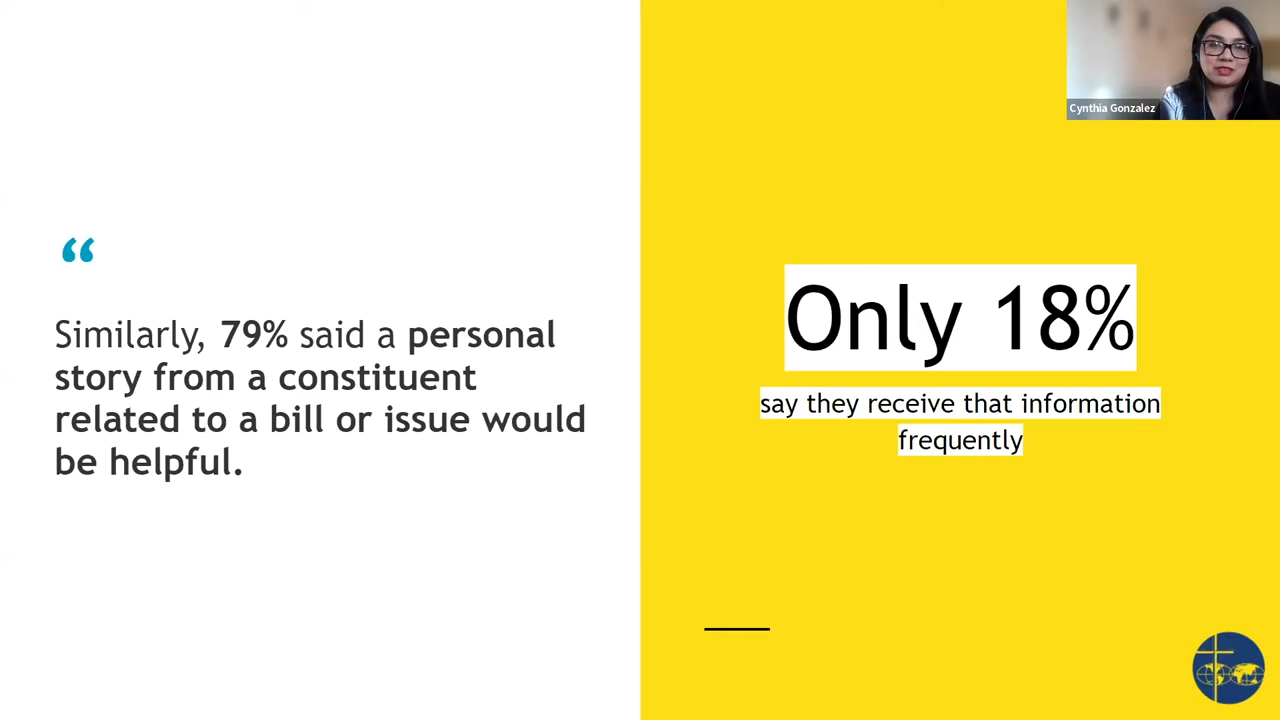 “
Similarly, 79% said a personal
story from a constituent
related to a bill or issue would
be helpful.
Only 18%
say they receive that information
frequently
Cynthia Gonzalez